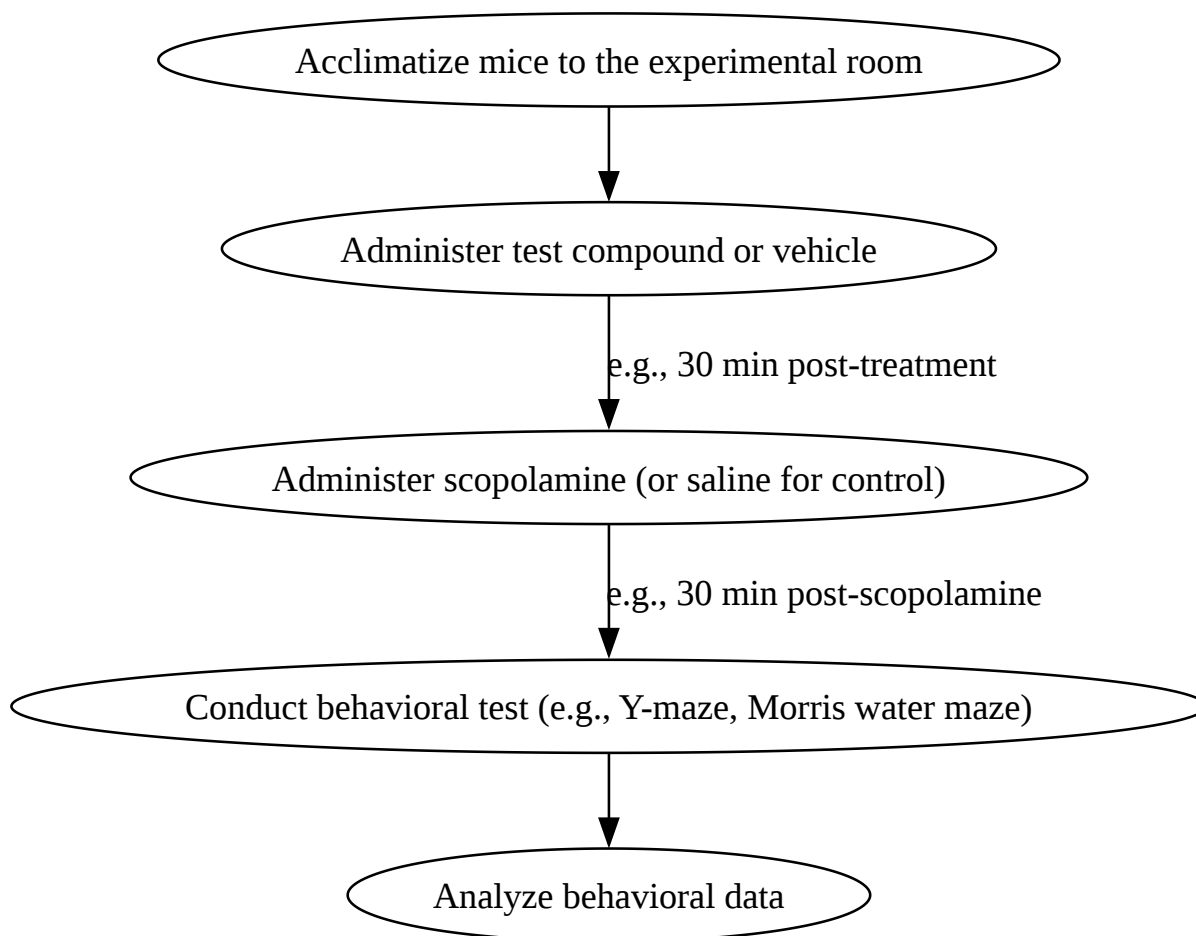 Acclimatize mice to the experimental room
Administer test compound or vehicle
e.g., 30 min post-treatment
Administer scopolamine (or saline for control)
e.g., 30 min post-scopolamine
Conduct behavioral test (e.g., Y-maze, Morris water maze)
Analyze behavioral data